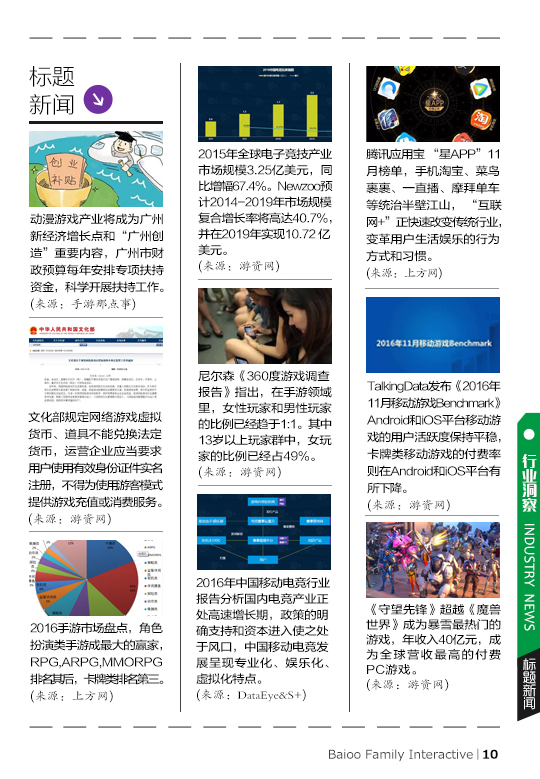 标题
新闻
创业
补贴
动漫游戏产业将成为广州
新经济增长点和“广州创
造”重要内容，广州市财
政预算每年安排专项扶持
资金，科学开展扶持工作。
(来源：手游那点事)
中华人民共和国文化部
文化部规定网络游戏虚拟
货币、道具不能兑换法定
货币，运营企业应当要求
用户使用有效身份证件实名
注册，不得为使用游客模式
提供游戏充值或消费服务。
(来源：游资网)
2016手游市场盘点，角色
扮演类手游成最大的赢家，
RPG,ARPG,MMORPG
排名其后，卡牌类排名第三。
(来源：上方网)
2015年全球电子竞技产业
市场规模3.25亿美元，同
比增幅67.4%。Newzoo预
计2014-2019年市场规模
复合增长率将高达40.7%，
并在2019年实现10.72 亿
美元。
(来源：游资网)
尼尔森《360度游戏调查
报告》指出，在手游领域
里，女性玩家和男性玩家
的比例已经趋于1:1。其中
13岁以上玩家群中，女玩
家的比例已经占49%。
(来源：游资网)
2016年中国移动电竞行业
报告分析国内电竞产业正
处高速增长期，政策的明
确支持和资本进入使之处
于风口，中国移动电竞发
展呈现专业化、娱乐化、
虚拟化特点。
(来源：DataEye&S+)
星APP
淘
腾讯应用宝 “星APP”11
月榜单，手机淘宝、菜鸟
裹裹、一直播、摩拜单车
等统治半壁江山， “互联
网+”正快速改变传统行业,
变革用户生活娱乐的行为
方式和习惯。
(来源：上方网)
2016年11月移动游戏Benchmark
TalkingData发布《2016年
11月移动游戏Benchmark》
Android和iOS平台移动游
戏的用户活跃度保持平稳,
卡牌类移动游戏的付费率
则在Android和iOS平台有
所下降。
(来源：游资网)
《守望先锋》超越《魔兽
世界》成为暴雪最热门的
游戏，年收入40亿元，成
为全球营收最高的付费
PC游戏。
(来源：游资网)
行业洞察 INDUSTRY NEWS
标题新闻
Baioo Family Interactive | 10